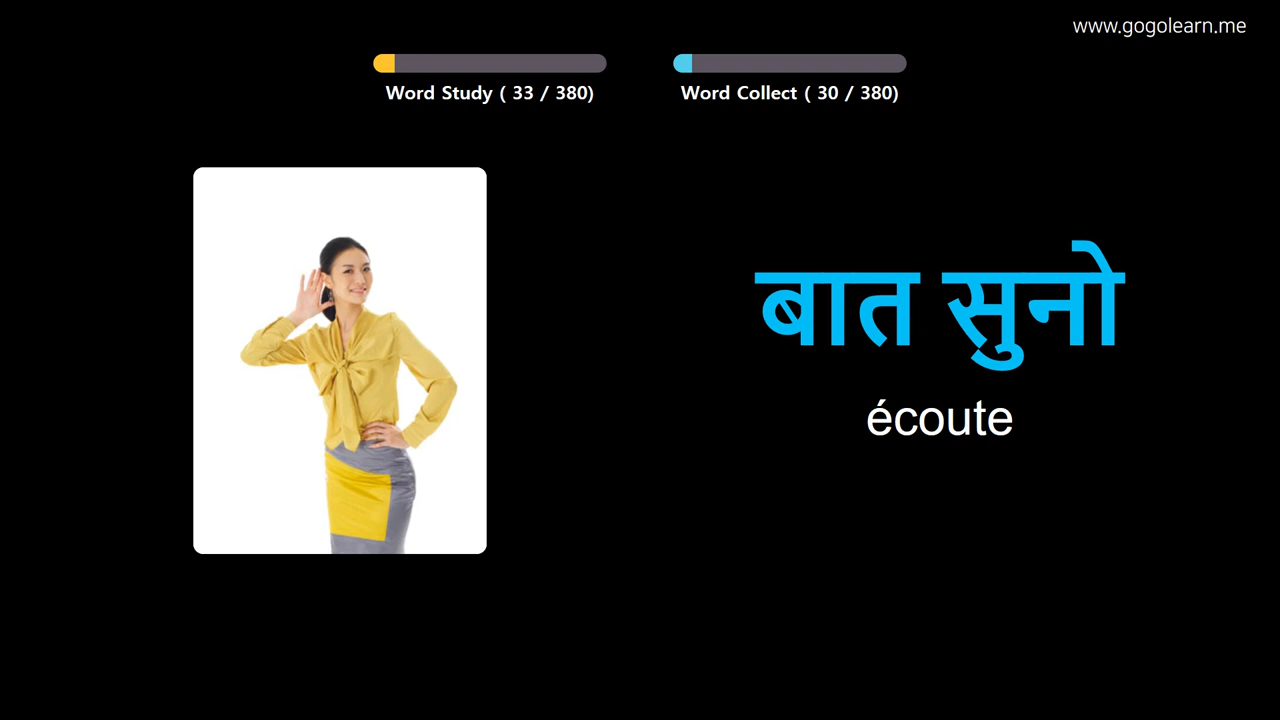 www.gogolearn.me
Word Study ( 33 / 380)
Word Collect ( 30 / 380)
बात सुनो
écoute